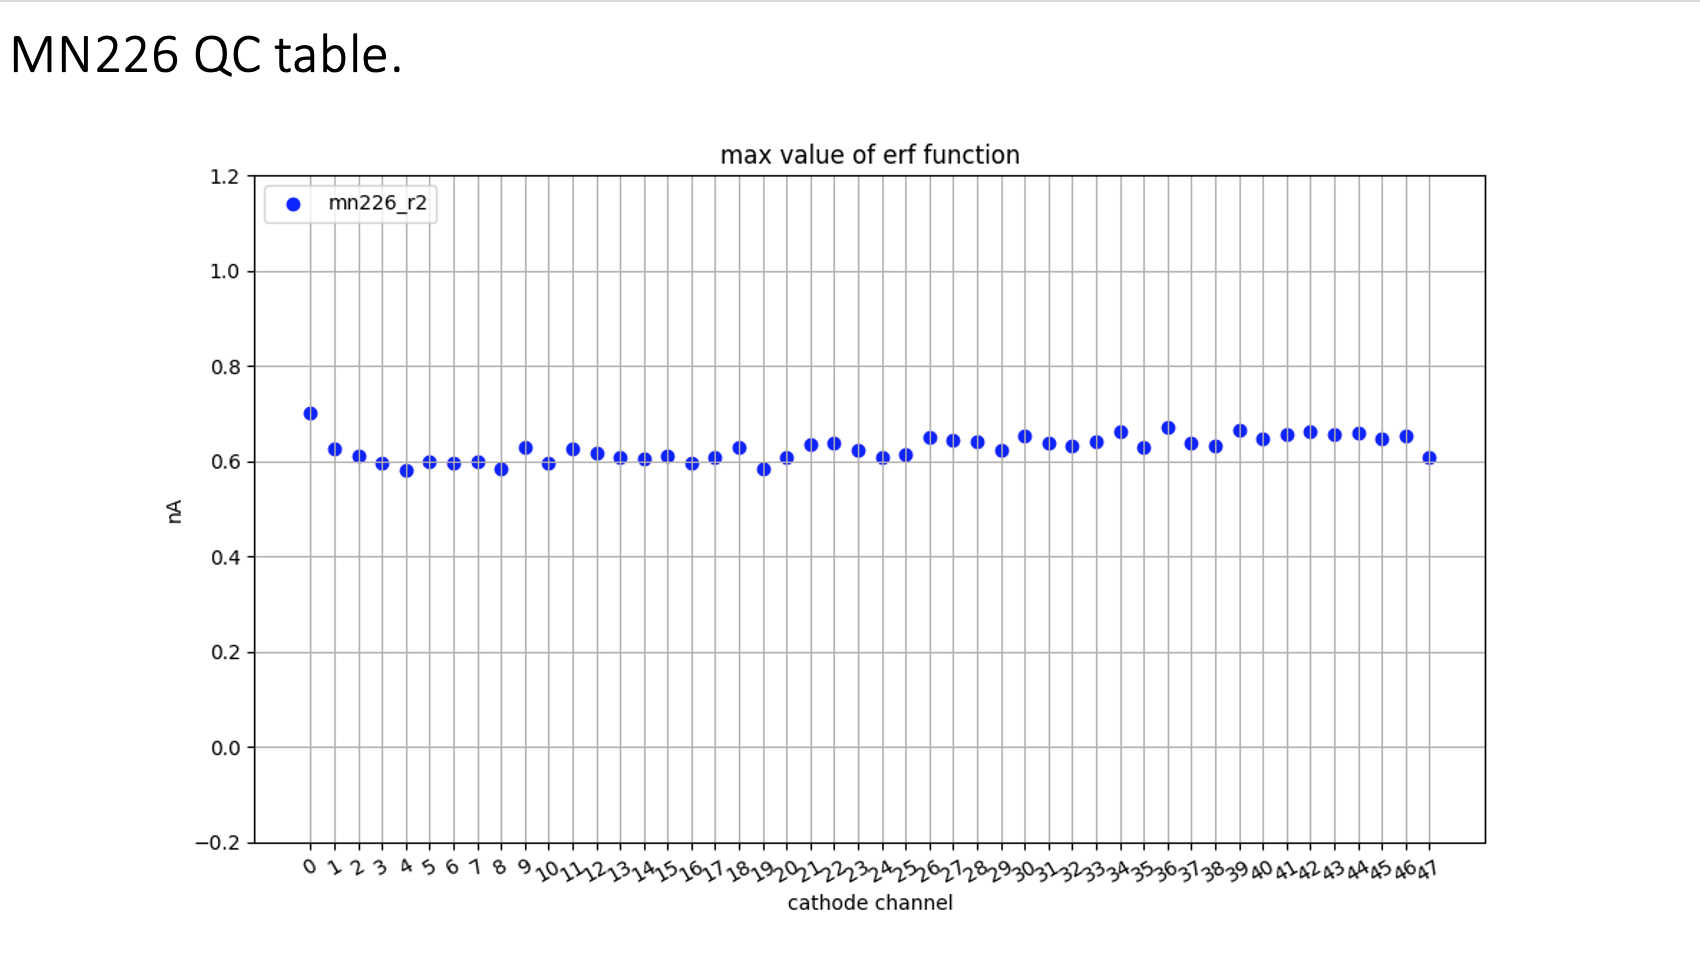 MN226 QC table.
max value of erf function
mn226_r2
1.2
1.0
0.8
0.6
0.4
0.2
0.0
−0.2
nA
0 1 2 3 4 5 6 7 8 9 10 11 12 13 14 15 16 17 18 19 20 21 22 23 24 25 26 27 28 29 30 31 32 33 34 35 36 37 38 39 40 41 42 43 44 45 46 47
cathode channel